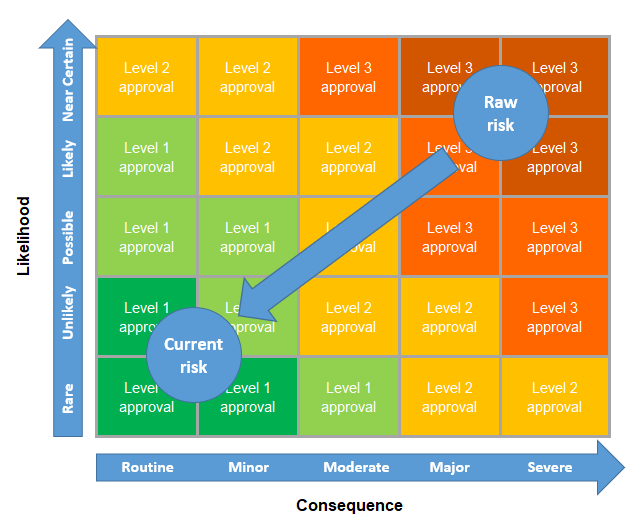 Likelihood
Near Certain
Level 2
approval
Level 2
approval
Level 3
approval
Level 3
Level 3
approval
Raw
risk
Likely
Level 1
approval
Level 2
approval
Level 2
approval
Level 3
approval
Level 3
approval
Possible
Level 1
approval
Level 1
approval
Level 3
approval
Level 3
approval
Unlikely
Level 1
approval
Level 2
approval
Level 2
approval
Level 3
approval
Current
risk
Rare
Level
approval
Level 1
approval
Level 1
approval
Level 2
approval
Level 2
approval
Routine
Minor
Moderate
Major
Severe
Consequence